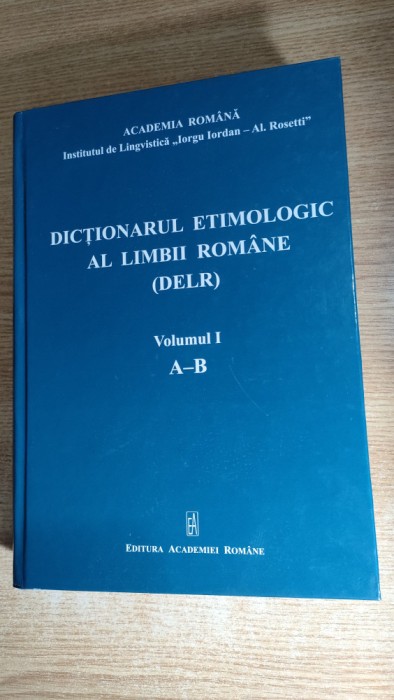 ACADEMIA ROMÂNĂ
Institutul de Lingvistică „Iorgu Iordan – Al. Rosetti”
DICȚIONARUL ETIMOLOGIC
AL LIMBII ROMÂNE
(DELR)
Volumul I
A–B
EA
EDITURA ACADEMIEI ROMÂNE